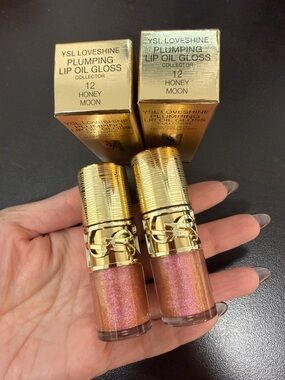 YSL LOVESHINE
PLUMPING
LIP OIL GLOSS
COLLECTOR
12
HONEY
MOON
YSL LOVESHINE
PLUMPING
LIP OIL GLOSS
COLLECTOR
12
HONEY
MOON